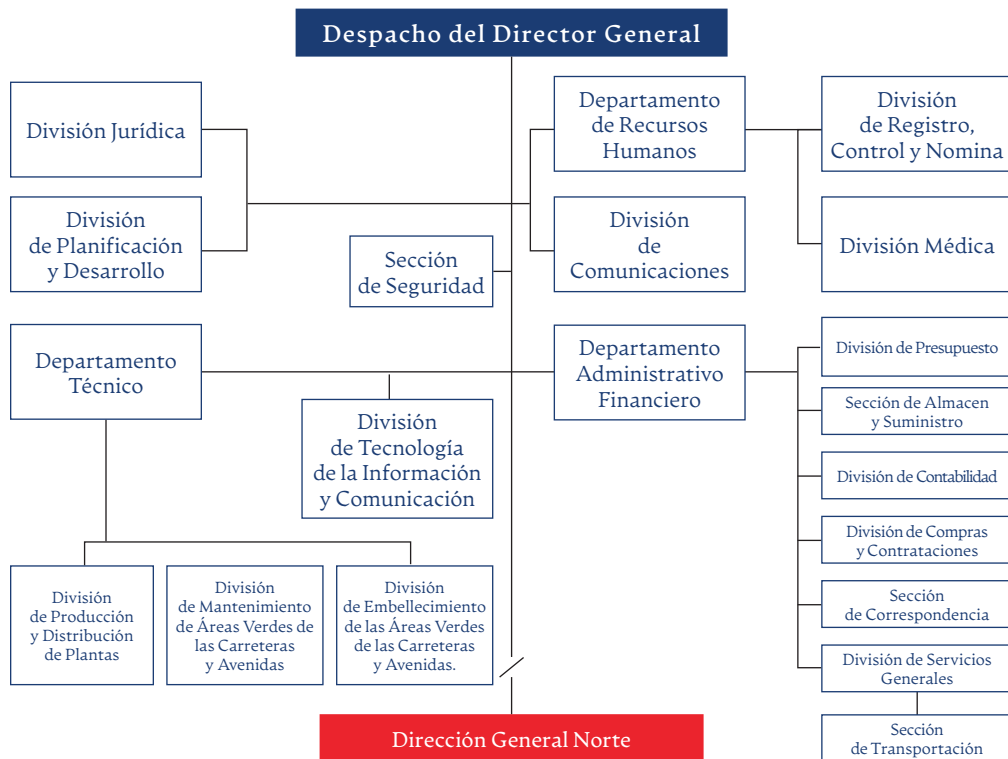 Despacho del Director General
División Jurídica
Departamento
de Recursos
Humanos
División
de Registro,
Control y Nomina
División
de Planificación
y Desarrollo
Sección
de Seguridad
División
de
Comunicaciones
División Médica
Departamento
Técnico
Departamento
Administrativo
Financiero
División de Presupuesto
Sección de Almacen
y Suministro
División
de Tecnología
de la Información
y Comunicación
División de Contabilidad
División de Compras
y Contrataciones
División
de Producción
y Distribución
de Plantas
División
de Mantenimiento
de Áreas Verdes de
las Carreteras
y Avenidas
División
de Embellecimiento
de las Áreas Verdes
de las Carreteras
y Avenidas.
Sección
de Correspondencia
División de Servicios
Generales
Dirección General Norte
Sección
de Transportación